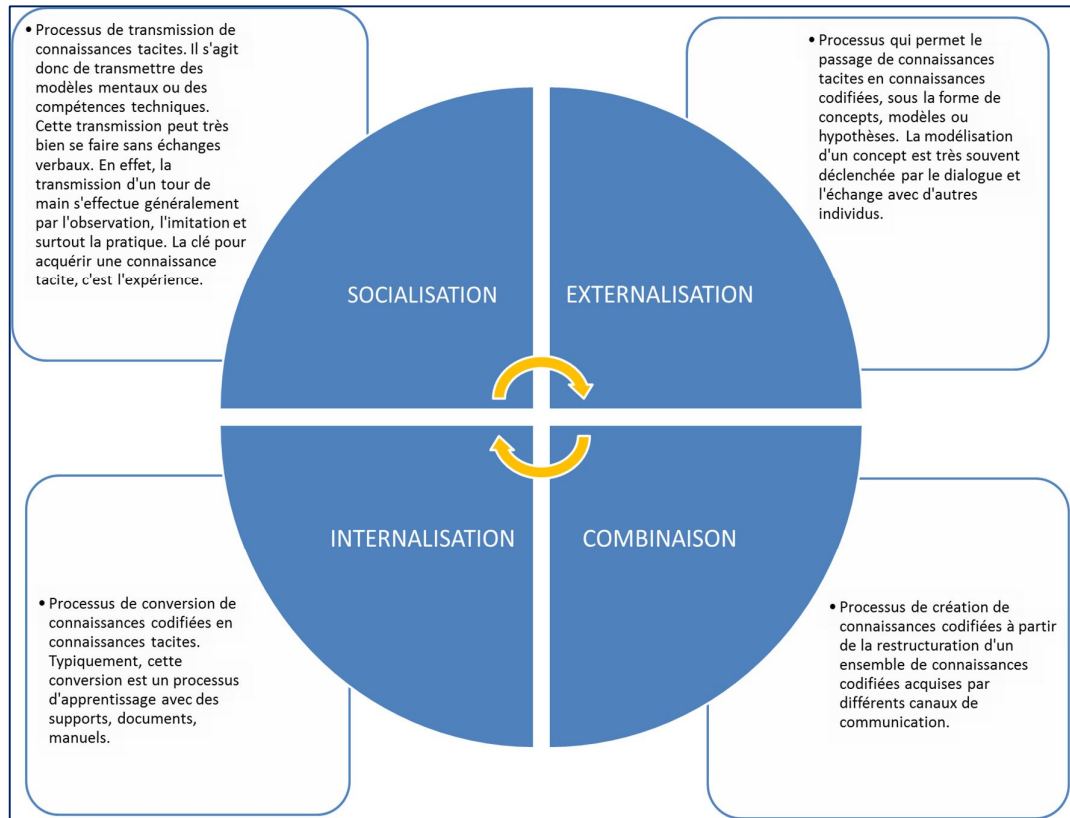 • Processus de transmission de
connaissances tacites. Il s'agit
donc de transmettre des
modèles mentaux ou des
compétences techniques.
Cette transmission peut très
bien se faire sans échanges
verbaux. En effet, la
transmission d'un tour de
main s'effectue généralement
par l'observation, l'imitation et
surtout la pratique. La clé pour
acquérir une connaissance
tacite, c'est l'expérience.
• Processus qui permet le
passage de connaissances
tacites en connaissances
codifiées, sous la forme de
concepts, modèles ou
hypothèses. La modélisation
d'un concept est très souvent
déclenchée par le dialogue et
l'échange avec d'autres
individus.
SOCIALISATION
EXTERNALISATION
INTERNALISATION
COMBINAISON
• Processus de conversion de
connaissances codifiées en
connaissances tacites.
Typiquement, cette
conversion est un processus
d'apprentissage avec des
supports, documents,
manuels.
• Processus de création de
connaissances codifiées à partir
de la restructuration d'un
ensemble de connaissances
codifiées acquises par
différents canaux de
communication.